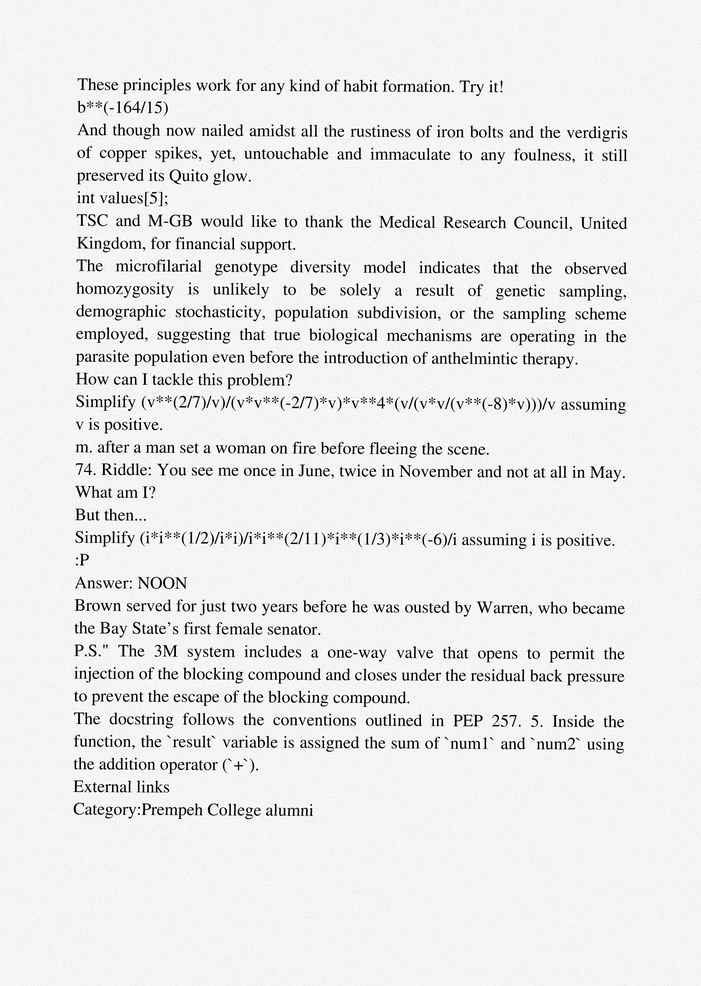 These principles work for any kind of habit formation. Try it!
b**(-164/15)
And though now nailed amidst all the rustiness of iron bolts and the verdigris
of copper spikes, yet, untouchable and immaculate to any foulness, it still
preserved its Quito glow.
int values[5];
TSC and M-GB would like to thank the Medical Research Council, United
Kingdom, for financial support.
The microfilarial genotype diversity model indicates that the observed
homozygosity is unlikely to be solely a result of genetic sampling,
demographic stochasticity, population subdivision, or the sampling scheme
employed, suggesting that true biological mechanisms are operating in the
parasite population even before the introduction of anthelmintic therapy.
How can I tackle this problem?
Simplify (v**(2/7)/v)/(v*v**(-2/7)*v)*v**4*(v/(v*v/(v**(-8)*v)))/v assuming
v is positive.
m. after a man set a woman on fire before fleeing the scene.
74. Riddle: You see me once in June, twice in November and not at all in May.
What am I?
But then...
Simplify (i*i**(1/2)/i*i)/i*i**(2/11)*i**(1/3)*i**(-6)/i assuming i is positive.
:P
Answer: NOON
Brown served for just two years before he was ousted by Warren, who became
the Bay State’s first female senator.
P.S." The 3M system includes a one-way valve that opens to permit the
injection of the blocking compound and closes under the residual back pressure
to prevent the escape of the blocking compound.
The docstring follows the conventions outlined in PEP 257. 5. Inside the
function, the `result` variable is assigned the sum of `num1` and `num2` using
the addition operator (`+`).
External links
Category:Prempeh College alumni